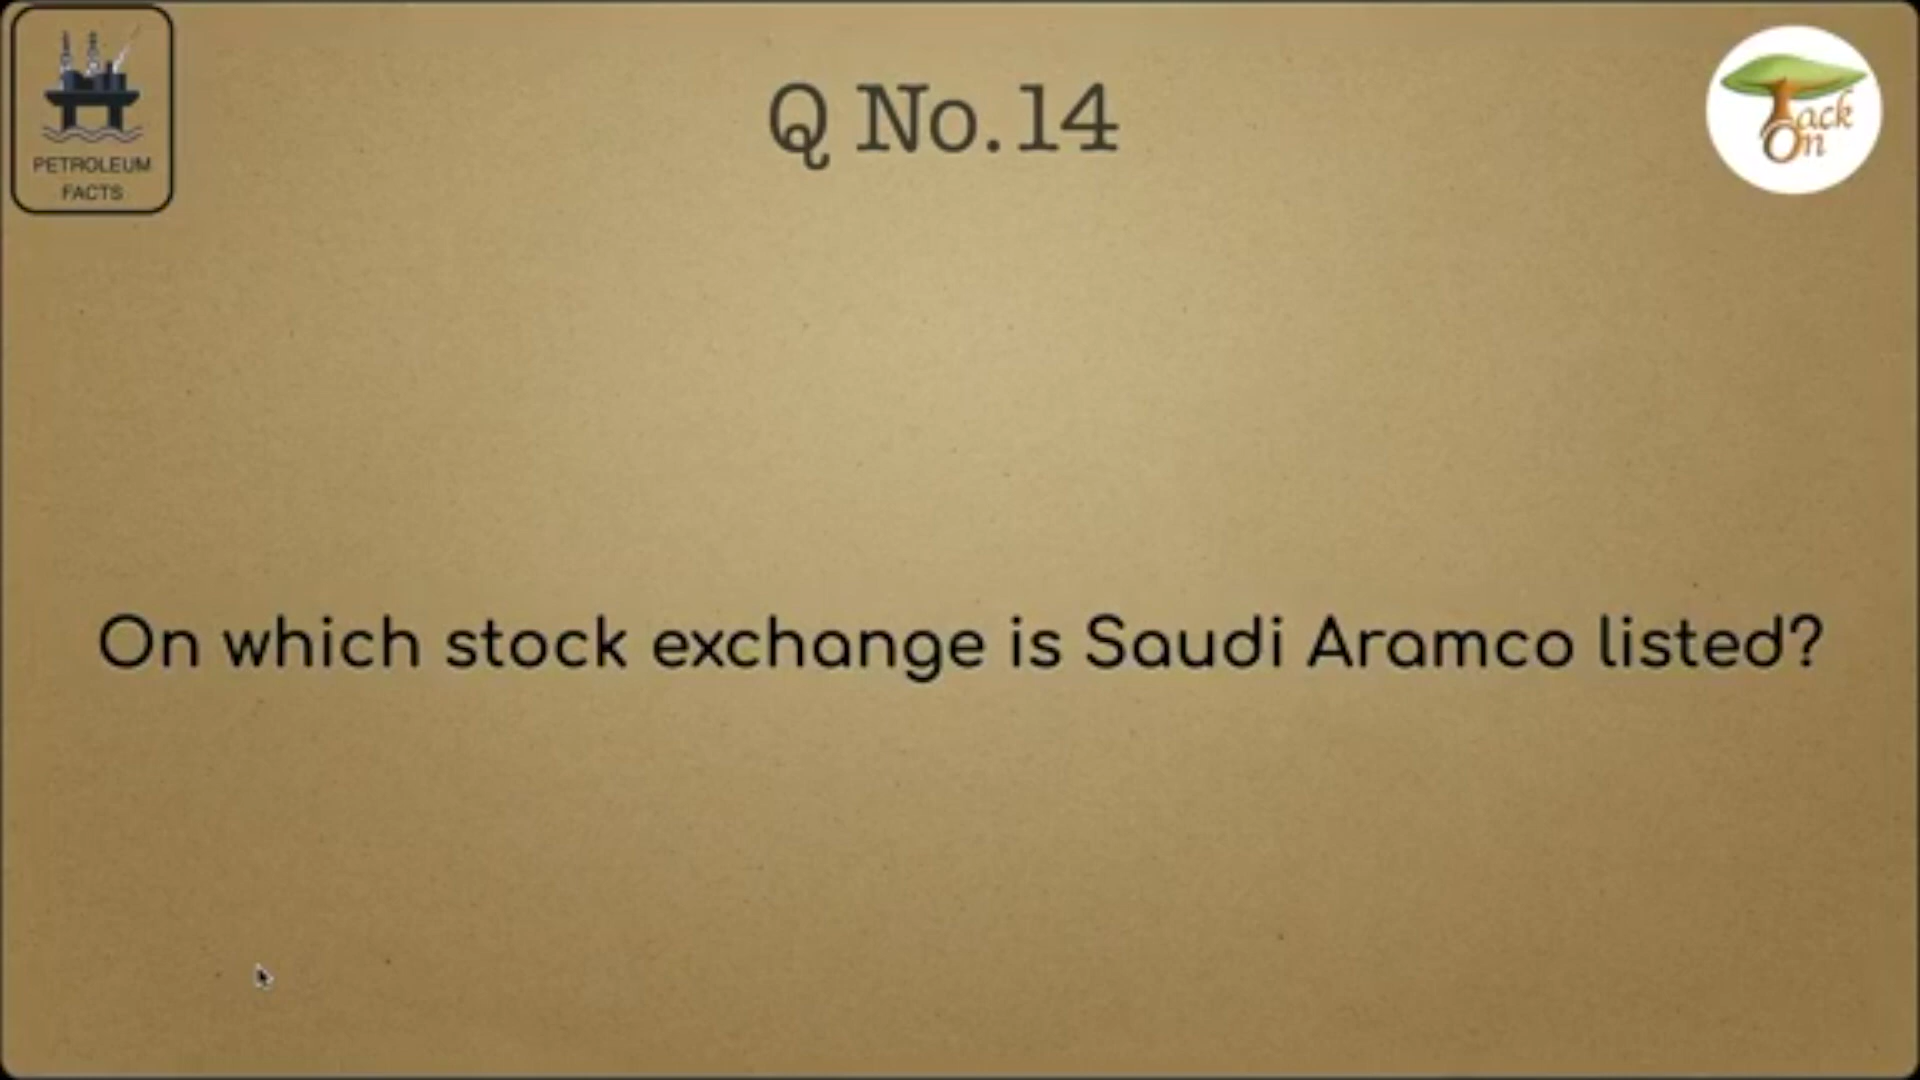 PETROLEUM
FACTS
Q No.14
Tack
On
On which stock exchange is Saudi Aramco listed?